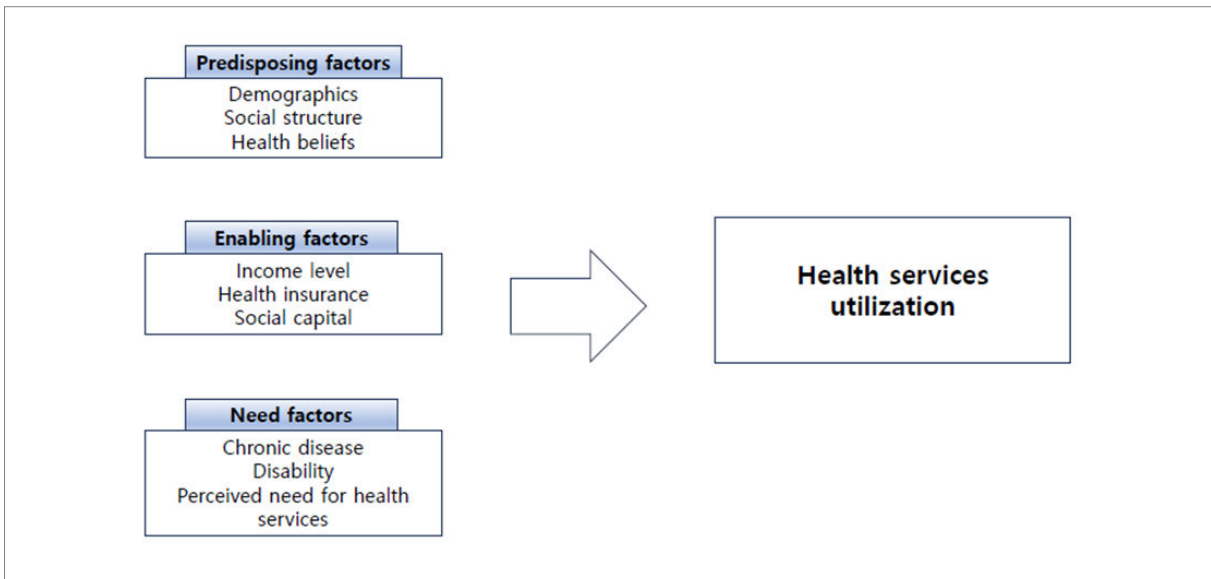 Predisposing factors
Demographics
Social structure
Health beliefs
Enabling factors
Income level
Health insurance
Social capital
Need factors
Chronic disease
Disability
Perceived need for health
services
Health services
utilization